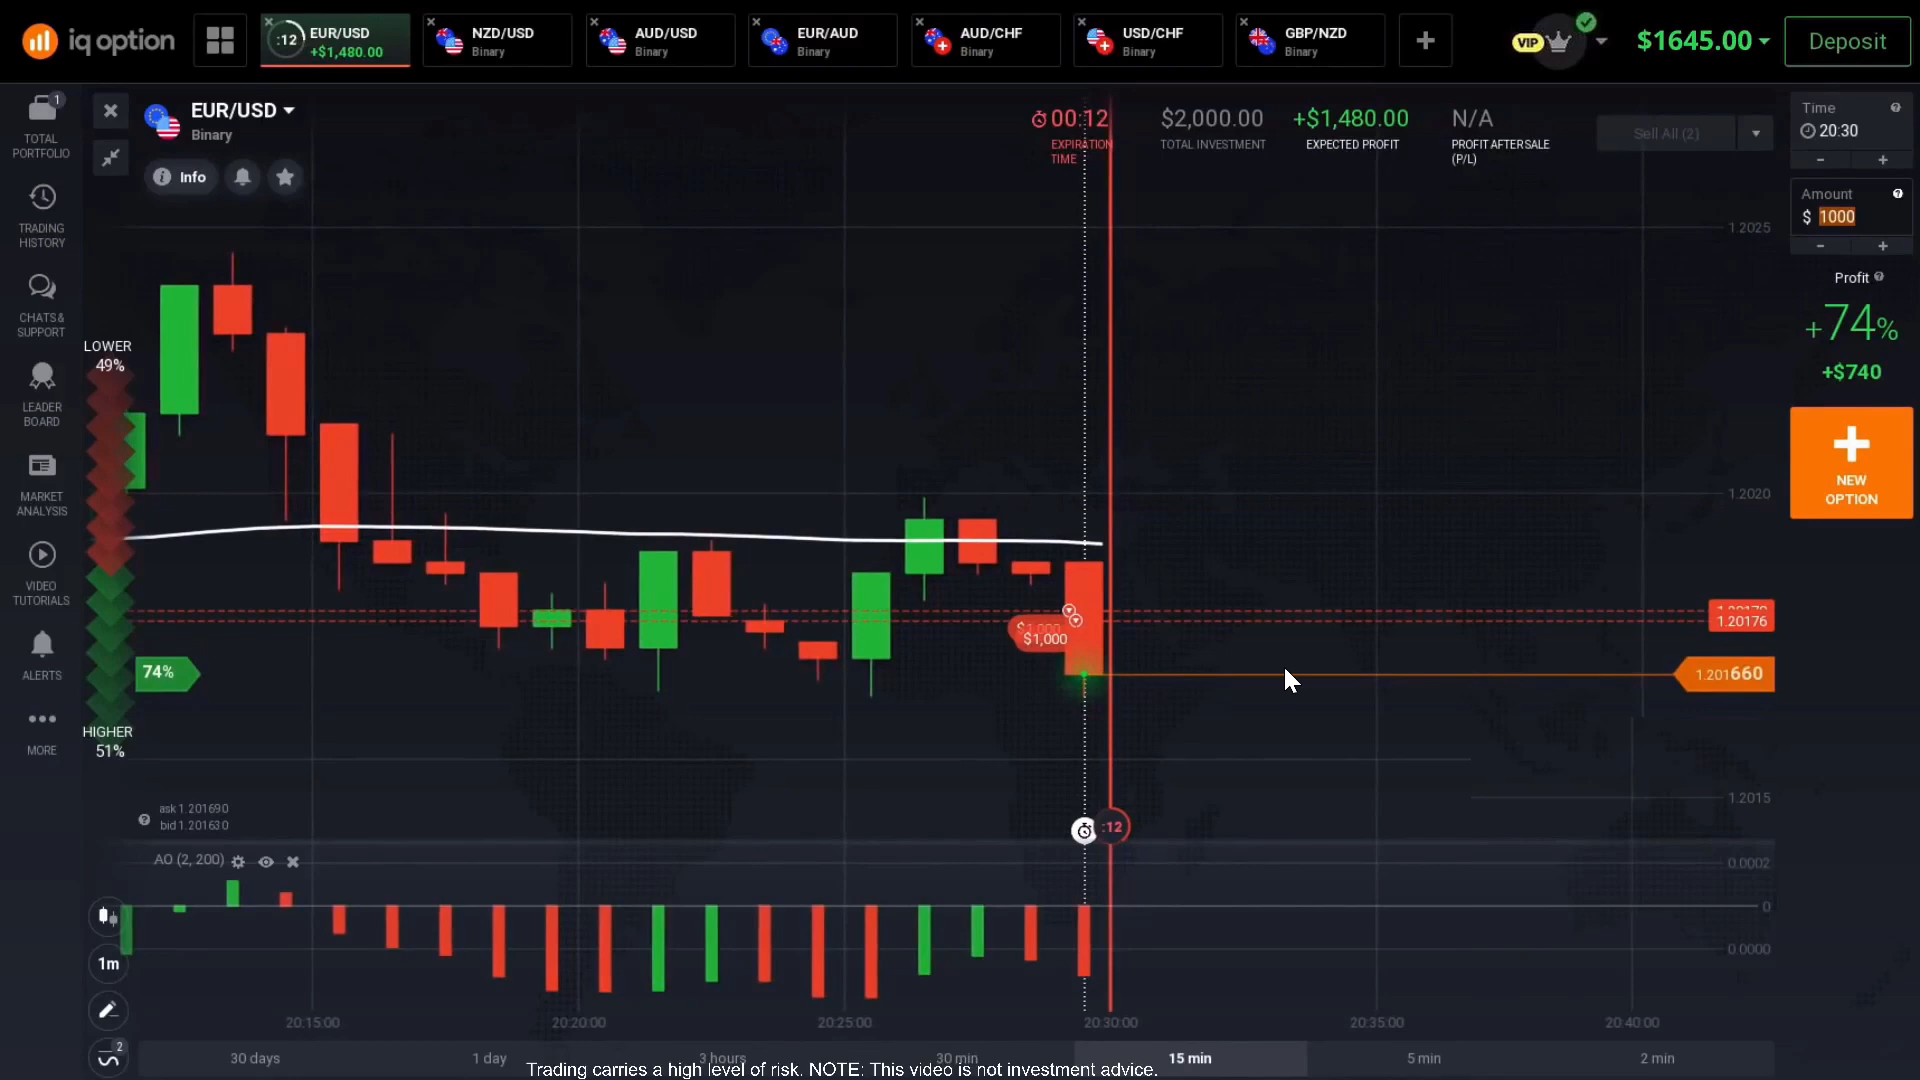 iq option
:12
EUR/USD
+$1,480.00
NZD/USD
Binary
AUD/USD
Binary
EUR/AUD
Binary
AUD/CHF
Binary
USD/CHF
Binary
GBP/NZD
Binary
VIP
$1645.00
Deposit
1
TOTAL
PORTFOLIO
TRADING
HISTORY
CHATS &
SUPPORT
LEADER
BOARD
MARKET
ANALYSIS
VIDEO
TUTORIALS
ALERTS
MORE
EUR/USD
Binary
Info
00:12
EXPIRATION
TIME
$2,000.00
TOTAL INVESTMENT
+$1,480.00
EXPECTED PROFIT
N/A
PROFIT AFTER SALE
(P/L)
Sell All (2)
Time
20:30
Amount
$ 1000
Profit
+74%
+$740
NEW
OPTION
LOWER
49%
74%
HIGHER
51%
1.2025
1.2020
1.20176
1.201660
1.2015
$1,000
:12
ask 1.201690
bid 1.201630
AO (2, 200)
0.0002
0
0.0000
1m
2
20:15:00
20:20:00
20:25:00
20:30:00
20:35:00
20:40:00
30 days
1 day
3 hours
30 min
15 min
5 min
2 min
Trading carries a high level of risk. NOTE: This video is not investment advice.